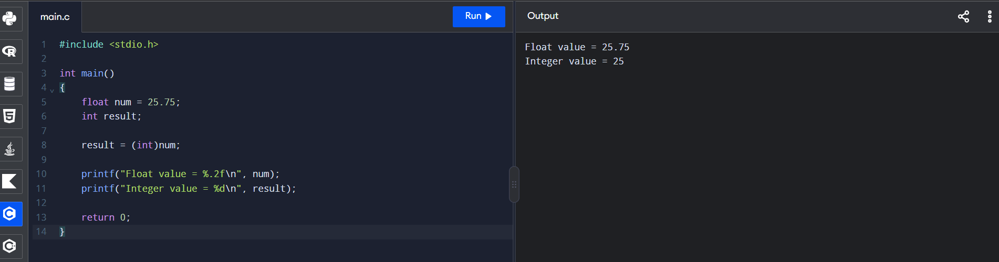 main.c
Run
#include <stdio.h>
int main()
{
    float num = 25.75;
    int result;
    result = (int)num;
    printf("Float value = %.2f\n", num);
    printf("Integer value = %d\n", result);
    return 0;
}
Output
Float value = 25.75
Integer value = 25
1
2
3
4
5
6
7
8
9
10
11
12
13
14